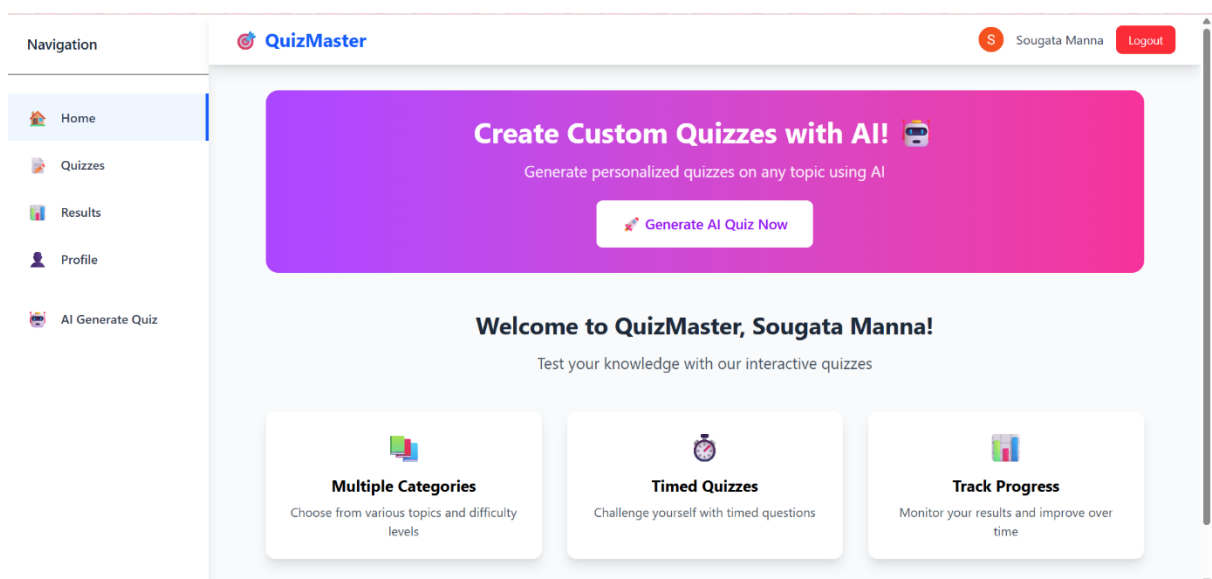 Navigation
Home
Quizzes
Results
Profile
AI Generate Quiz
QuizMaster
S
Sougata Manna
Logout
Create Custom Quizzes with AI!
Generate personalized quizzes on any topic using AI
Generate AI Quiz Now
Welcome to QuizMaster, Sougata Manna!
Test your knowledge with our interactive quizzes
Multiple Categories
Choose from various topics and difficulty
levels
Timed Quizzes
Challenge yourself with timed questions
Track Progress
Monitor your results and improve over
time